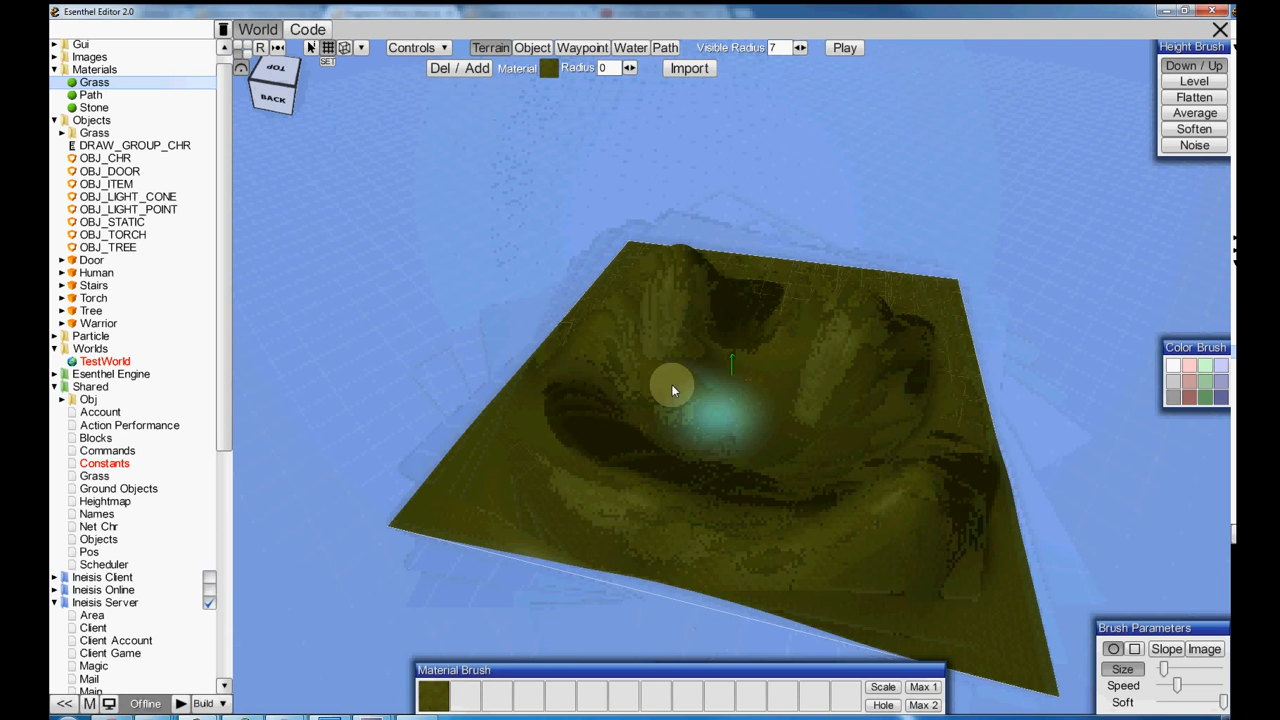 Esenthel Editor 2.0
World Code
Gui
Images
Materials
Grass
Path
Stone
Objects
Grass
DRAW_GROUP_CHR
OBJ_CHR
OBJ_DOOR
OBJ_ITEM
OBJ_LIGHT_CONE
OBJ_LIGHT_POINT
OBJ_STATIC
OBJ_TORCH
OBJ_TREE
Door
Human
Stairs
Torch
Tree
Warrior
Particle
Worlds
TestWorld
Esenthel Engine
Shared
Obj
Account
Action Performance
Blocks
Commands
Constants
Grass
Ground Objects
Heightmap
Names
Net Chr
Objects
Pos
Scheduler
Ineisis Client
Ineisis Online
Ineisis Server
Area
Client
Client Account
Client Game
Magic
Mail
Main
<< M Offline Build
R Controls Terrain Object Waypoint Water Path Visible Radius 7 Play
SET
Del / Add Material Radius 0 Import
TOP
BACK
Height Brush
Down / Up
Level
Flatten
Average
Soften
Noise
Color Brush
Material Brush
Scale Max 1
Hole Max 2
Brush Parameters
Slope Image
Size
Speed
Soft